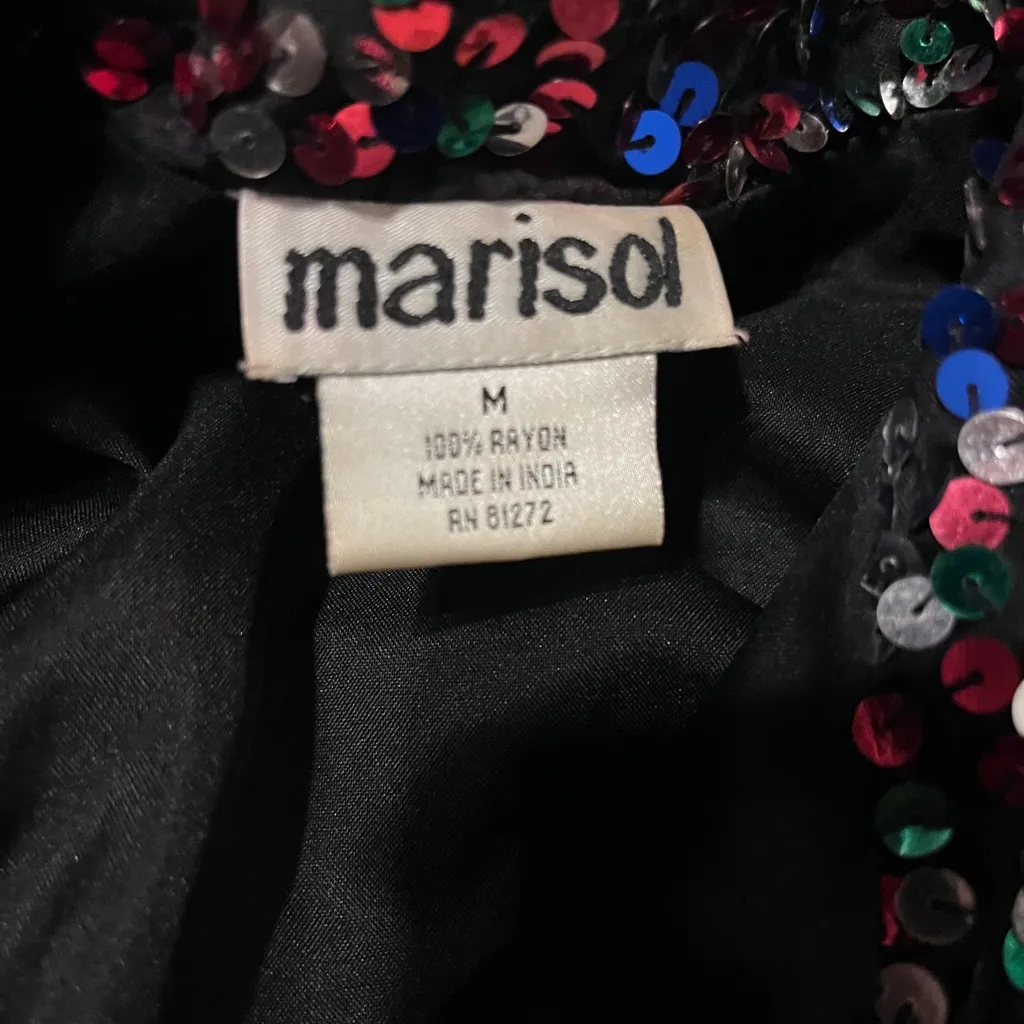 marisol
M
100% RAYON
MADE IN INDIA
RN 81272